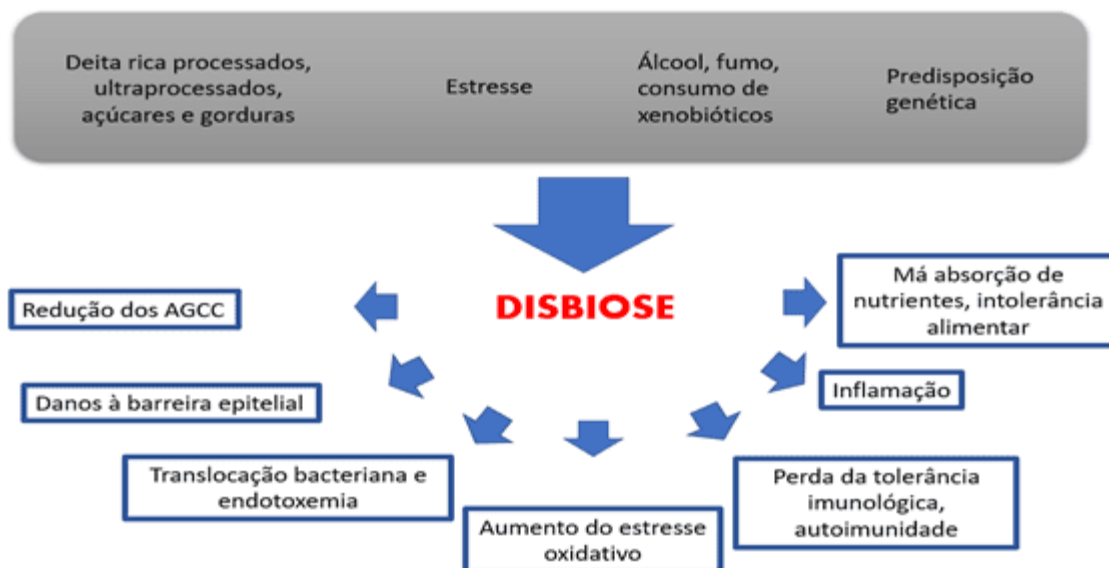 Deita rica processados,
ultraprocessados,
açúcares e gorduras
Estresse
Álcool, fumo,
consumo de
xenobióticos
Predisposição
genética
DISBIOSE
Redução dos AGCC
Danos à barreira epitelial
Translocação bacteriana e
endotoxemia
Aumento do estresse
oxidativo
Perda da tolerância
imunológica,
autoimunidade
Inflamação
Má absorção de
nutrientes, intolerância
alimentar